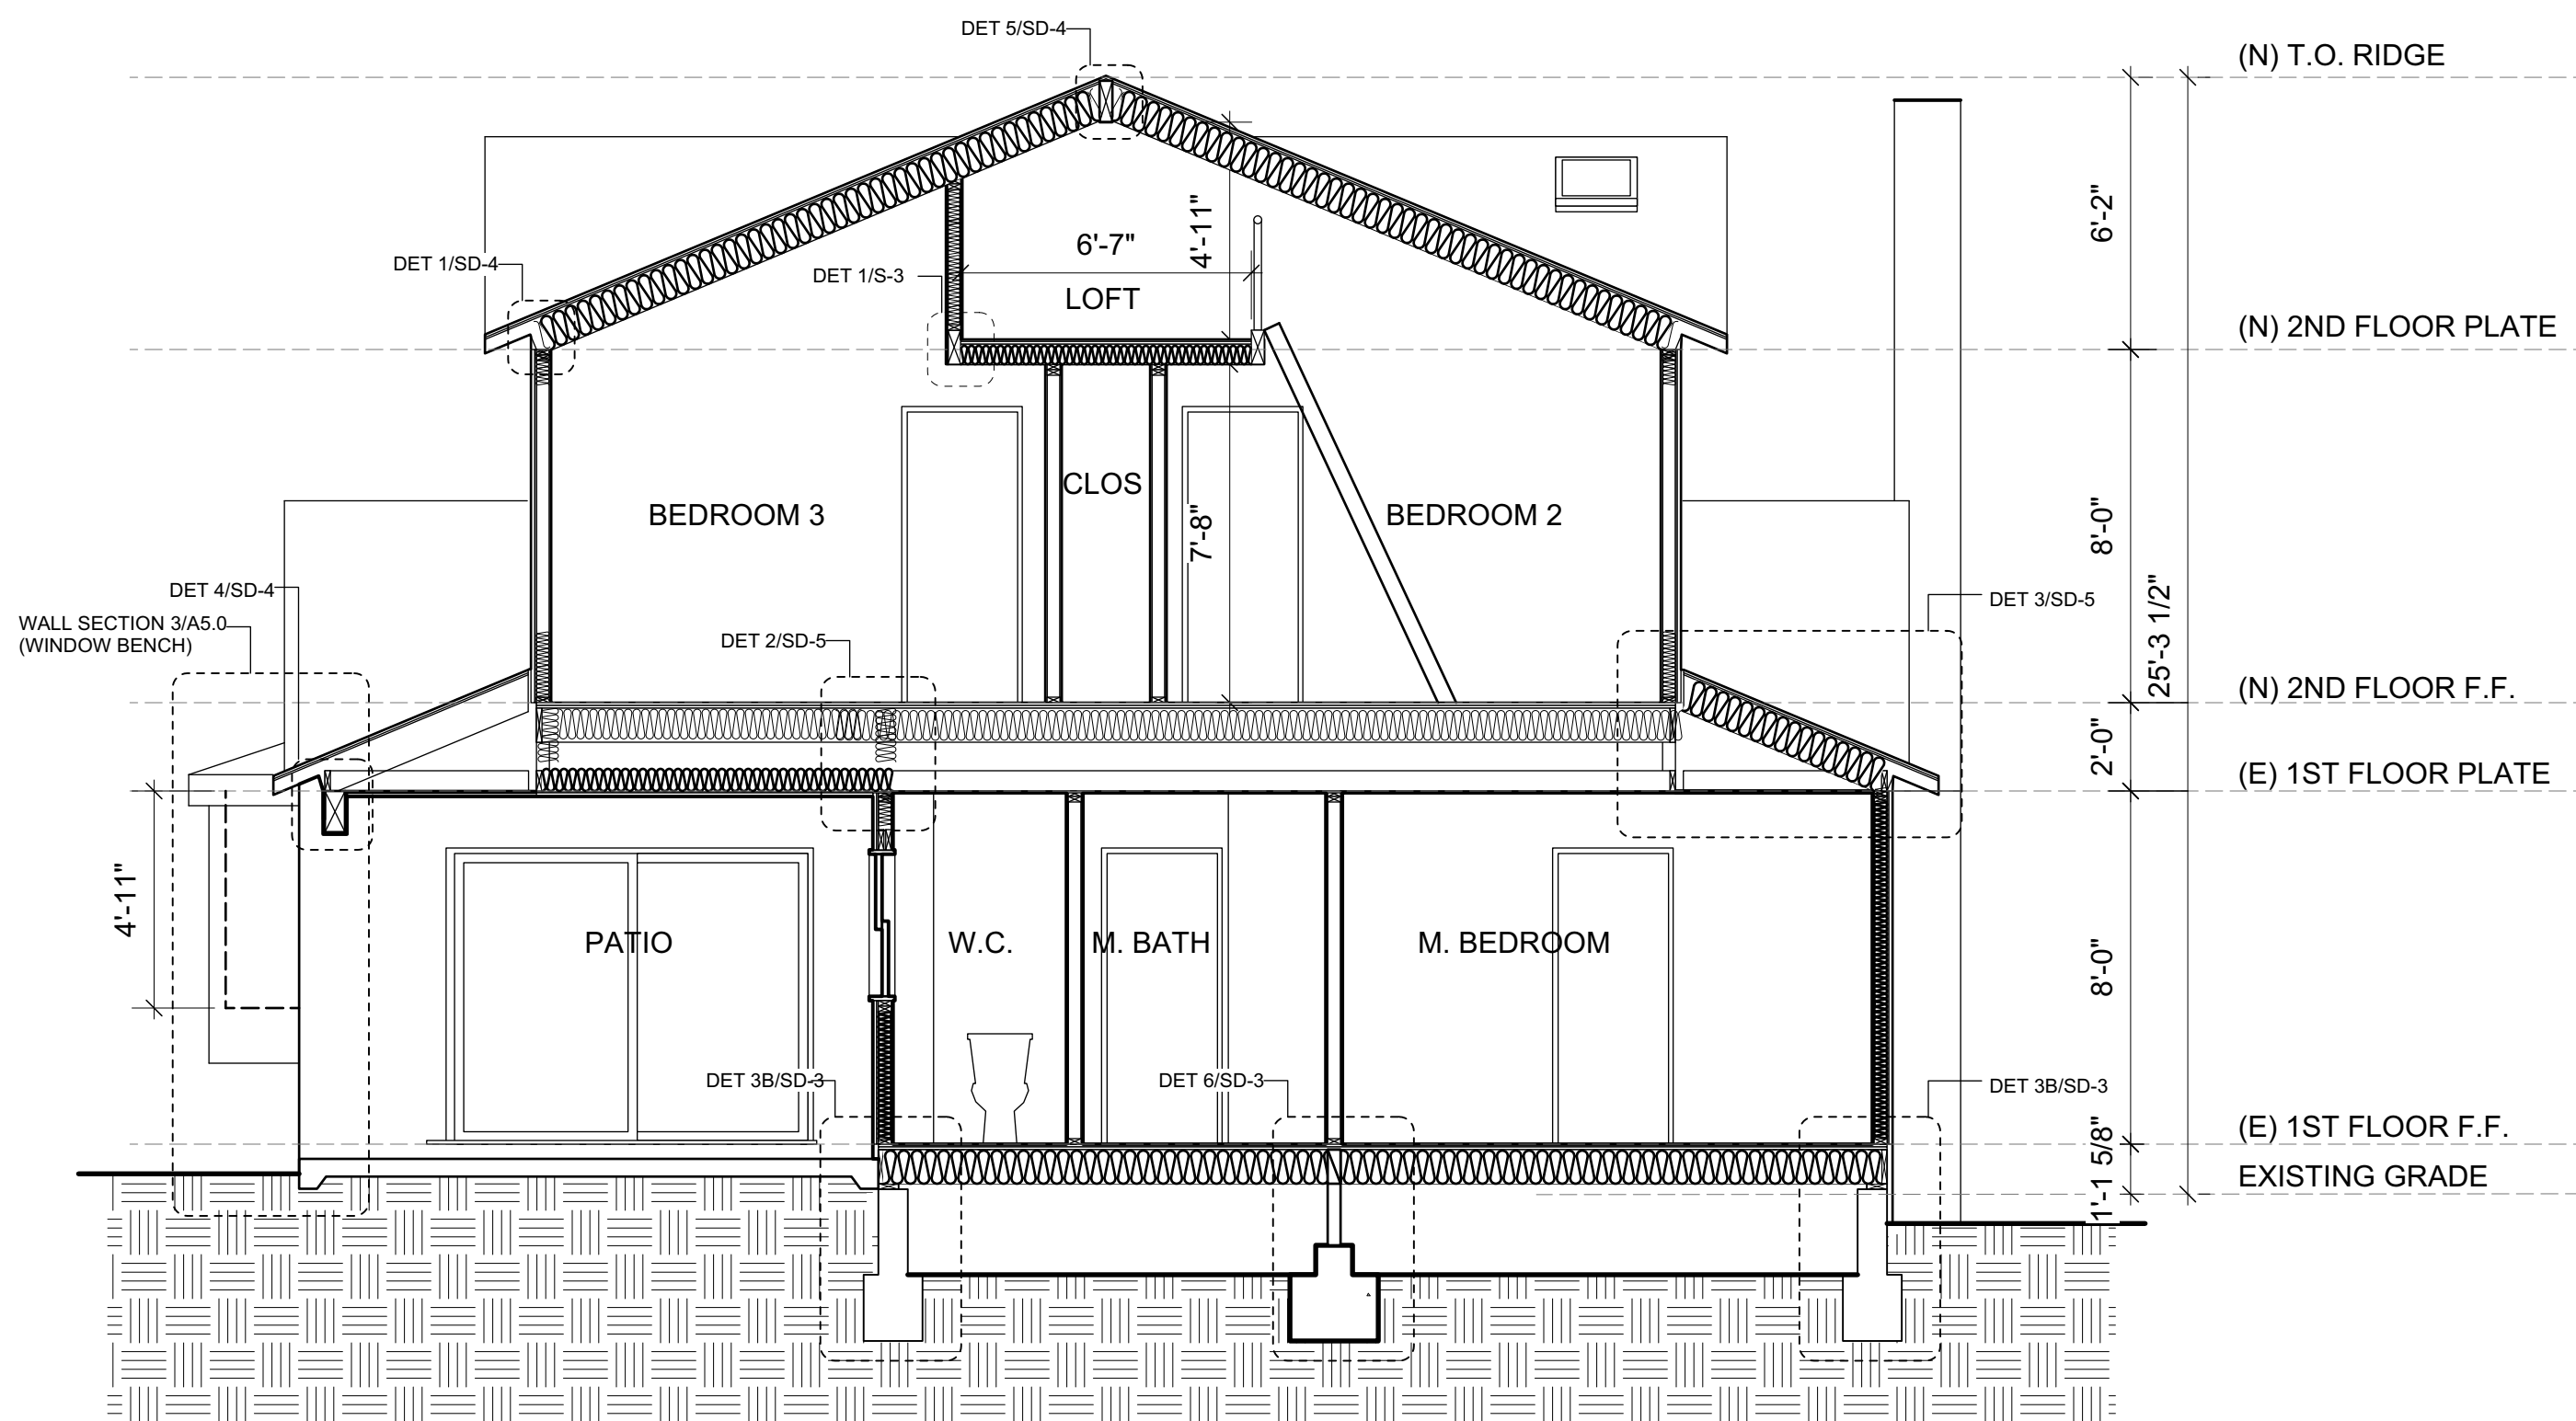 DET 5/SD-4
(N) T.O. RIDGE
6'-2"
4'-11"
6'-7"
DET 1/SD-4
DET 1/S-3
LOFT
(N) 2ND FLOOR PLATE
CLOS
BEDROOM 3
7'-8"
BEDROOM 2
8'-0"
DET 4/SD-4
DET 3/SD-5
25'-3 1/2"
WALL SECTION 3/A5.0
(WINDOW BENCH)
DET 2/SD-5
(N) 2ND FLOOR F.F.
2'-0"
(E) 1ST FLOOR PLATE
4'-11"
PATIO
W.C.
M. BATH
M. BEDROOM
8'-0"
DET 3B/SD-3
DET 6/SD-3
DET 3B/SD-3
(E) 1ST FLOOR F.F.
1'-1 5/8"
EXISTING GRADE